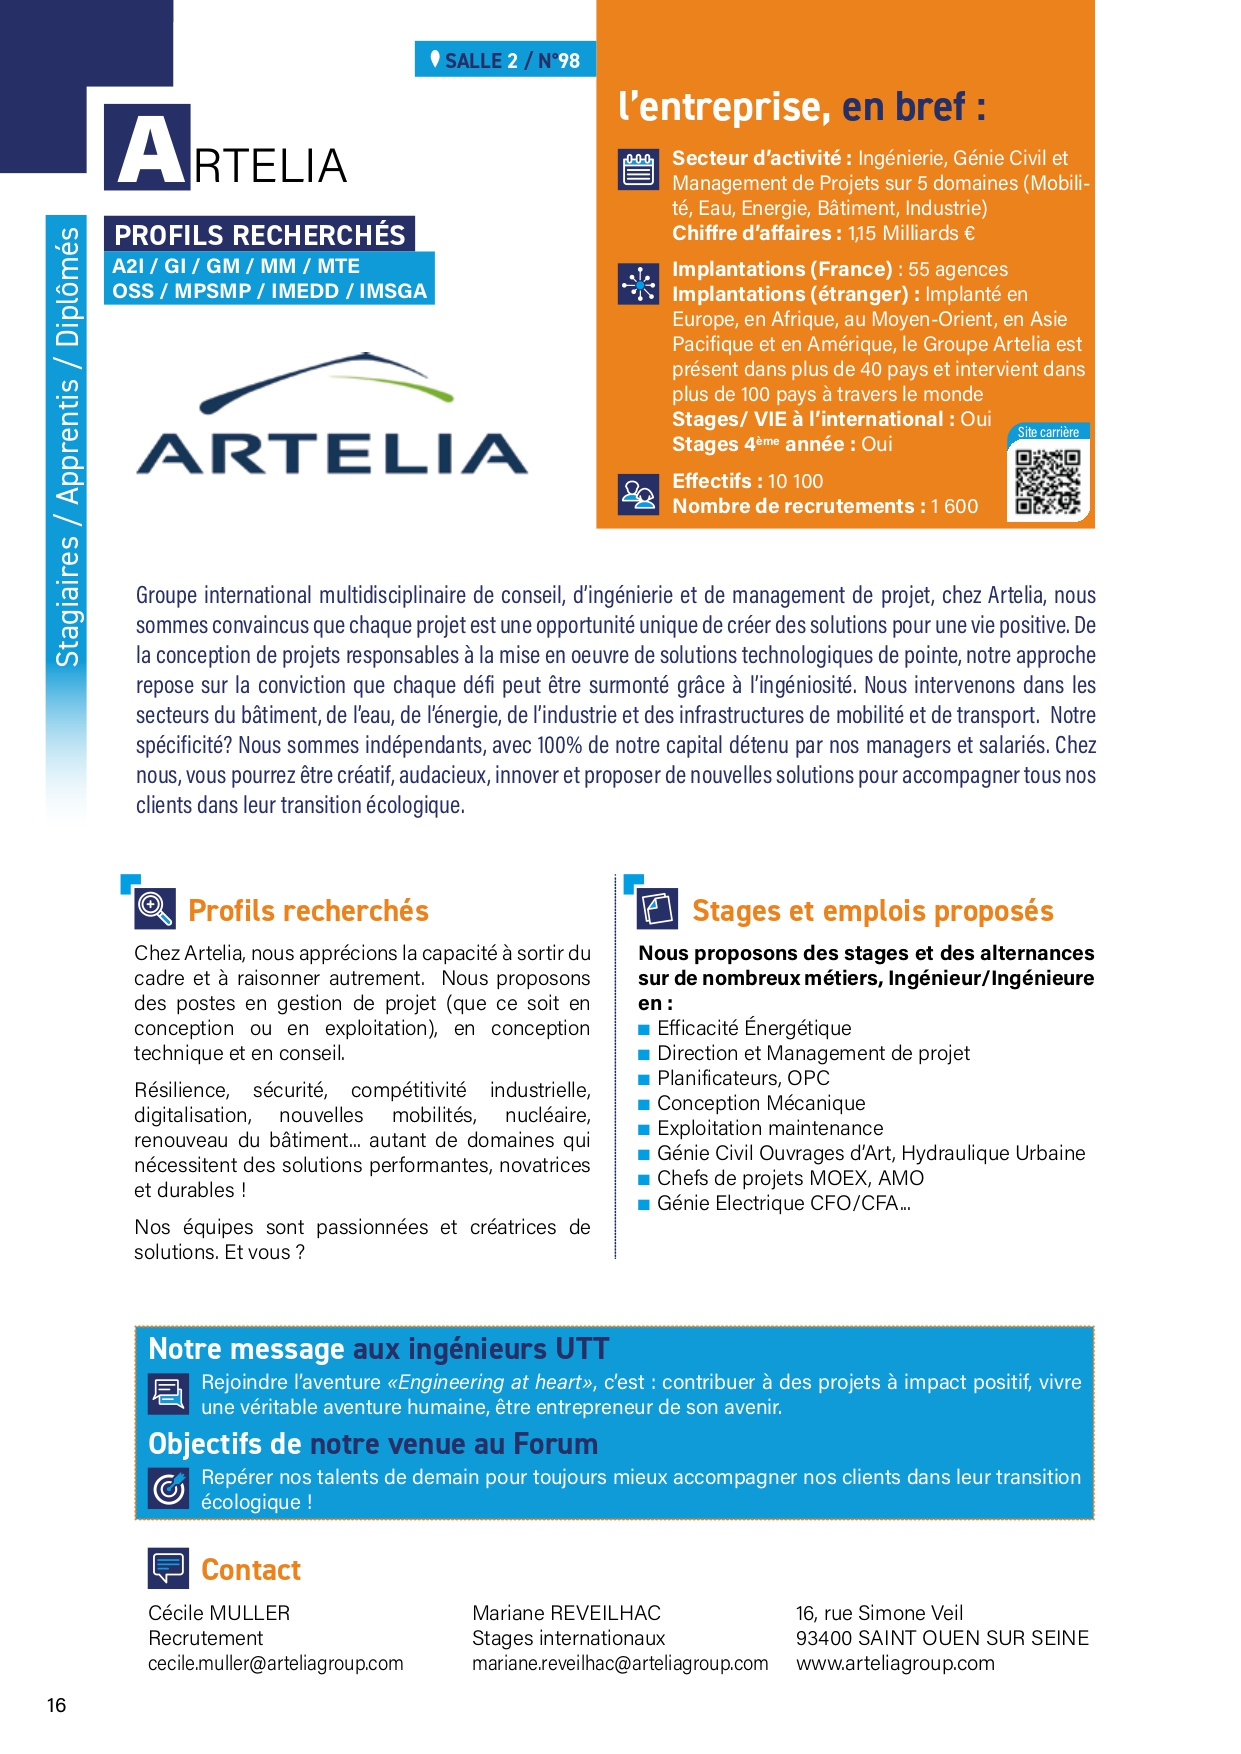 SALLE 2 / N°98
ARTELIA
PROFILS RECHERCHÉS
A2I / GI / GM / MM / MTE
OSS / MPSMP / IMEDD / IMSGA
Stagiaires / Apprentis / Diplômés
ARTELIA
l’entreprise, en bref :
Secteur d’activité : Ingénierie, Génie Civil et
Management de Projets sur 5 domaines (Mobili-
té, Eau, Energie, Bâtiment, Industrie)
Chiffre d’affaires : 1,15 Milliards €
Implantations (France) : 55 agences
Implantations (étranger) : Implanté en
Europe, en Afrique, au Moyen-Orient, en Asie
Pacifique et en Amérique, le Groupe Artelia est
présent dans plus de 40 pays et intervient dans
plus de 100 pays à travers le monde
Stages/ VIE à l’international : Oui
Stages 4ème année : Oui
Site carrière
Effectifs : 10 100
Nombre de recrutements : 1 600
Groupe international multidisciplinaire de conseil, d’ingénierie et de management de projet, chez Artelia, nous
sommes convaincus que chaque projet est une opportunité unique de créer des solutions pour une vie positive. De
la conception de projets responsables à la mise en oeuvre de solutions technologiques de pointe, notre approche
repose sur la conviction que chaque défi peut être surmonté grâce à l’ingéniosité. Nous intervenons dans les
secteurs du bâtiment, de l’eau, de l’énergie, de l’industrie et des infrastructures de mobilité et de transport.  Notre
spécificité? Nous sommes indépendants, avec 100% de notre capital détenu par nos managers et salariés. Chez
nous, vous pourrez être créatif, audacieux, innover et proposer de nouvelles solutions pour accompagner tous nos
clients dans leur transition écologique.
Profils recherchés
Chez Artelia, nous apprécions la capacité à sortir du
cadre et à raisonner autrement.  Nous proposons
des postes en gestion de projet (que ce soit en
conception ou en exploitation), en conception
technique et en conseil.
Résilience, sécurité, compétitivité industrielle,
digitalisation, nouvelles mobilités, nucléaire,
renouveau du bâtiment... autant de domaines qui
nécessitent des solutions performantes, novatrices
et durables !
Nos équipes sont passionnées et créatrices de
solutions. Et vous ?
Stages et emplois proposés
Nous proposons des stages et des alternances
sur de nombreux métiers, Ingénieur/Ingénieure
en :
■ Efficacité Énergétique
■ Direction et Management de projet
■ Planificateurs, OPC
■ Conception Mécanique
■ Exploitation maintenance
■ Génie Civil Ouvrages d’Art, Hydraulique Urbaine
■ Chefs de projets MOEX, AMO
■ Génie Electrique CFO/CFA...
Notre message aux ingénieurs UTT
Rejoindre l’aventure «Engineering at heart», c’est : contribuer à des projets à impact positif, vivre
une véritable aventure humaine, être entrepreneur de son avenir.
Objectifs de notre venue au Forum
Repérer nos talents de demain pour toujours mieux accompagner nos clients dans leur transition
écologique !
Contact
Cécile MULLER
Recrutement
cecile.muller@arteliagroup.com
Mariane REVEILHAC
Stages internationaux
mariane.reveilhac@arteliagroup.com
16, rue Simone Veil
93400 SAINT OUEN SUR SEINE
www.arteliagroup.com
16